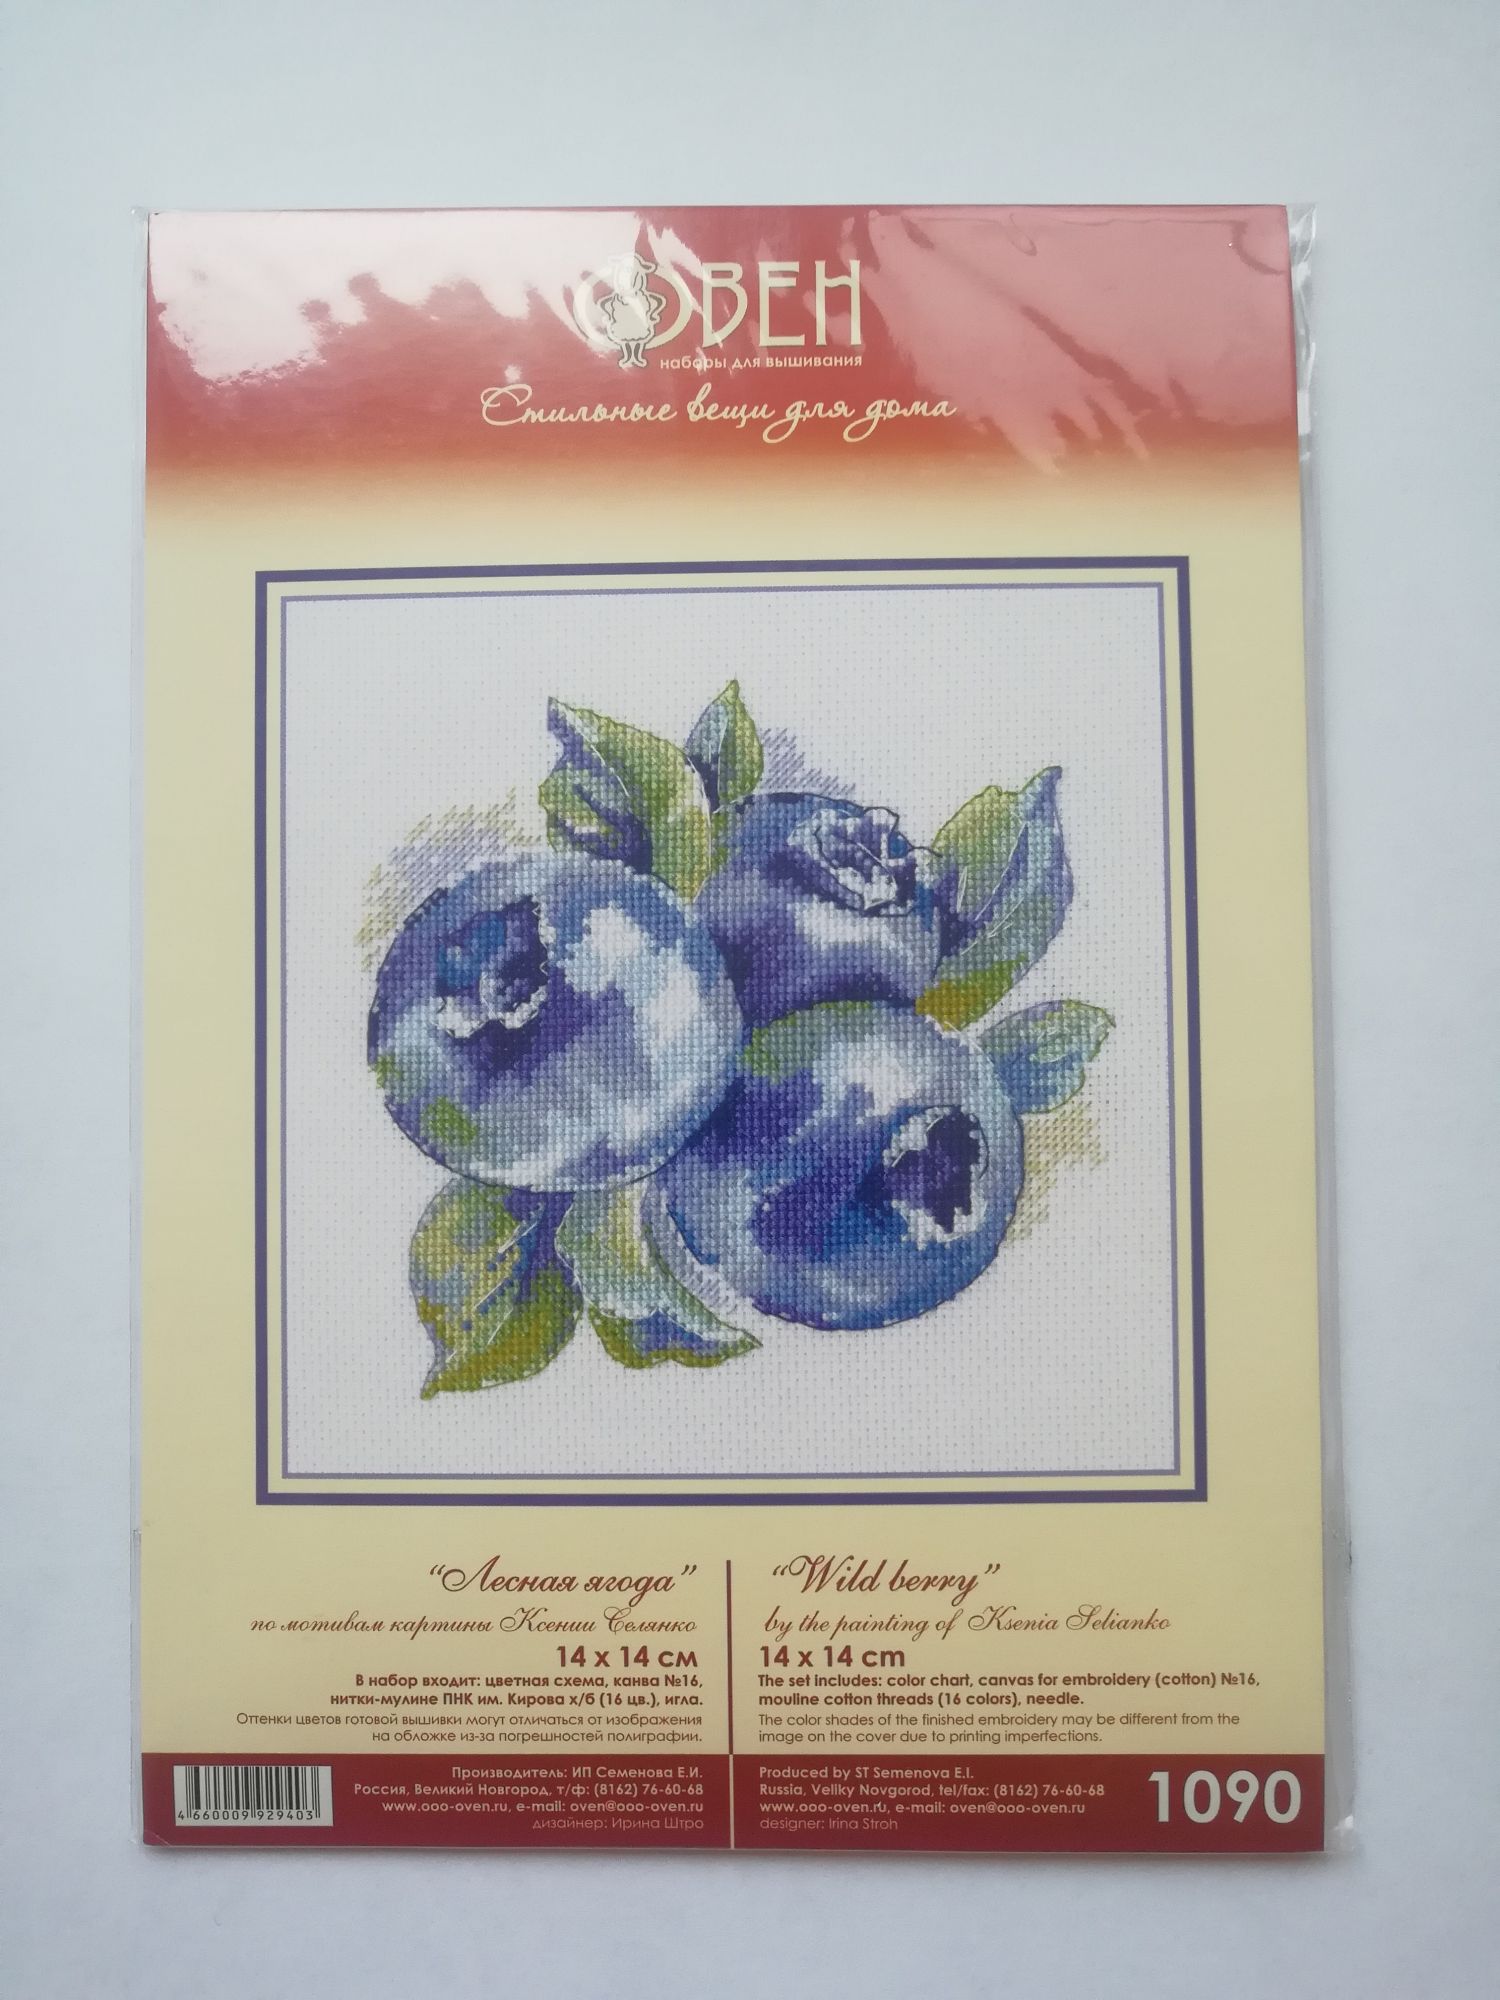 ОВЕН
наборы для вышивания
Стильные вещи для дома
“Лесная ягода”
по мотивам картины Ксении Селянко
14 х 14 см
В набор входит: цветная схема, канва №16,
нитки-мулине ПНК им. Кирова х/б (16 цв.), игла.
Оттенки цветов готовой вышивки могут отличаться от изображения
на обложке из-за погрешностей полиграфии.
“Wild berry”
by the painting of Ksenia Selianko
14 x 14 cm
The set includes: color chart, canvas for embroidery (cotton) №16,
mouline cotton threads (16 colors), needle.
The color shades of the finished embroidery may be different from the
image on the cover due to printing imperfections.
4 660009 929403
Производитель: ИП Семенова Е.И.
Россия, Великий Новгород, т/ф: (8162) 76-60-68
www.ooo-oven.ru, e-mail: oven@ooo-oven.ru
дизайнер: Ирина Штро
Produced by ST Semenova E.I.
Russia, Veliky Novgorod, tel/fax: (8162) 76-60-68
www.ooo-oven.ru, e-mail: oven@ooo-oven.ru
designer: Irina Stroh
1090